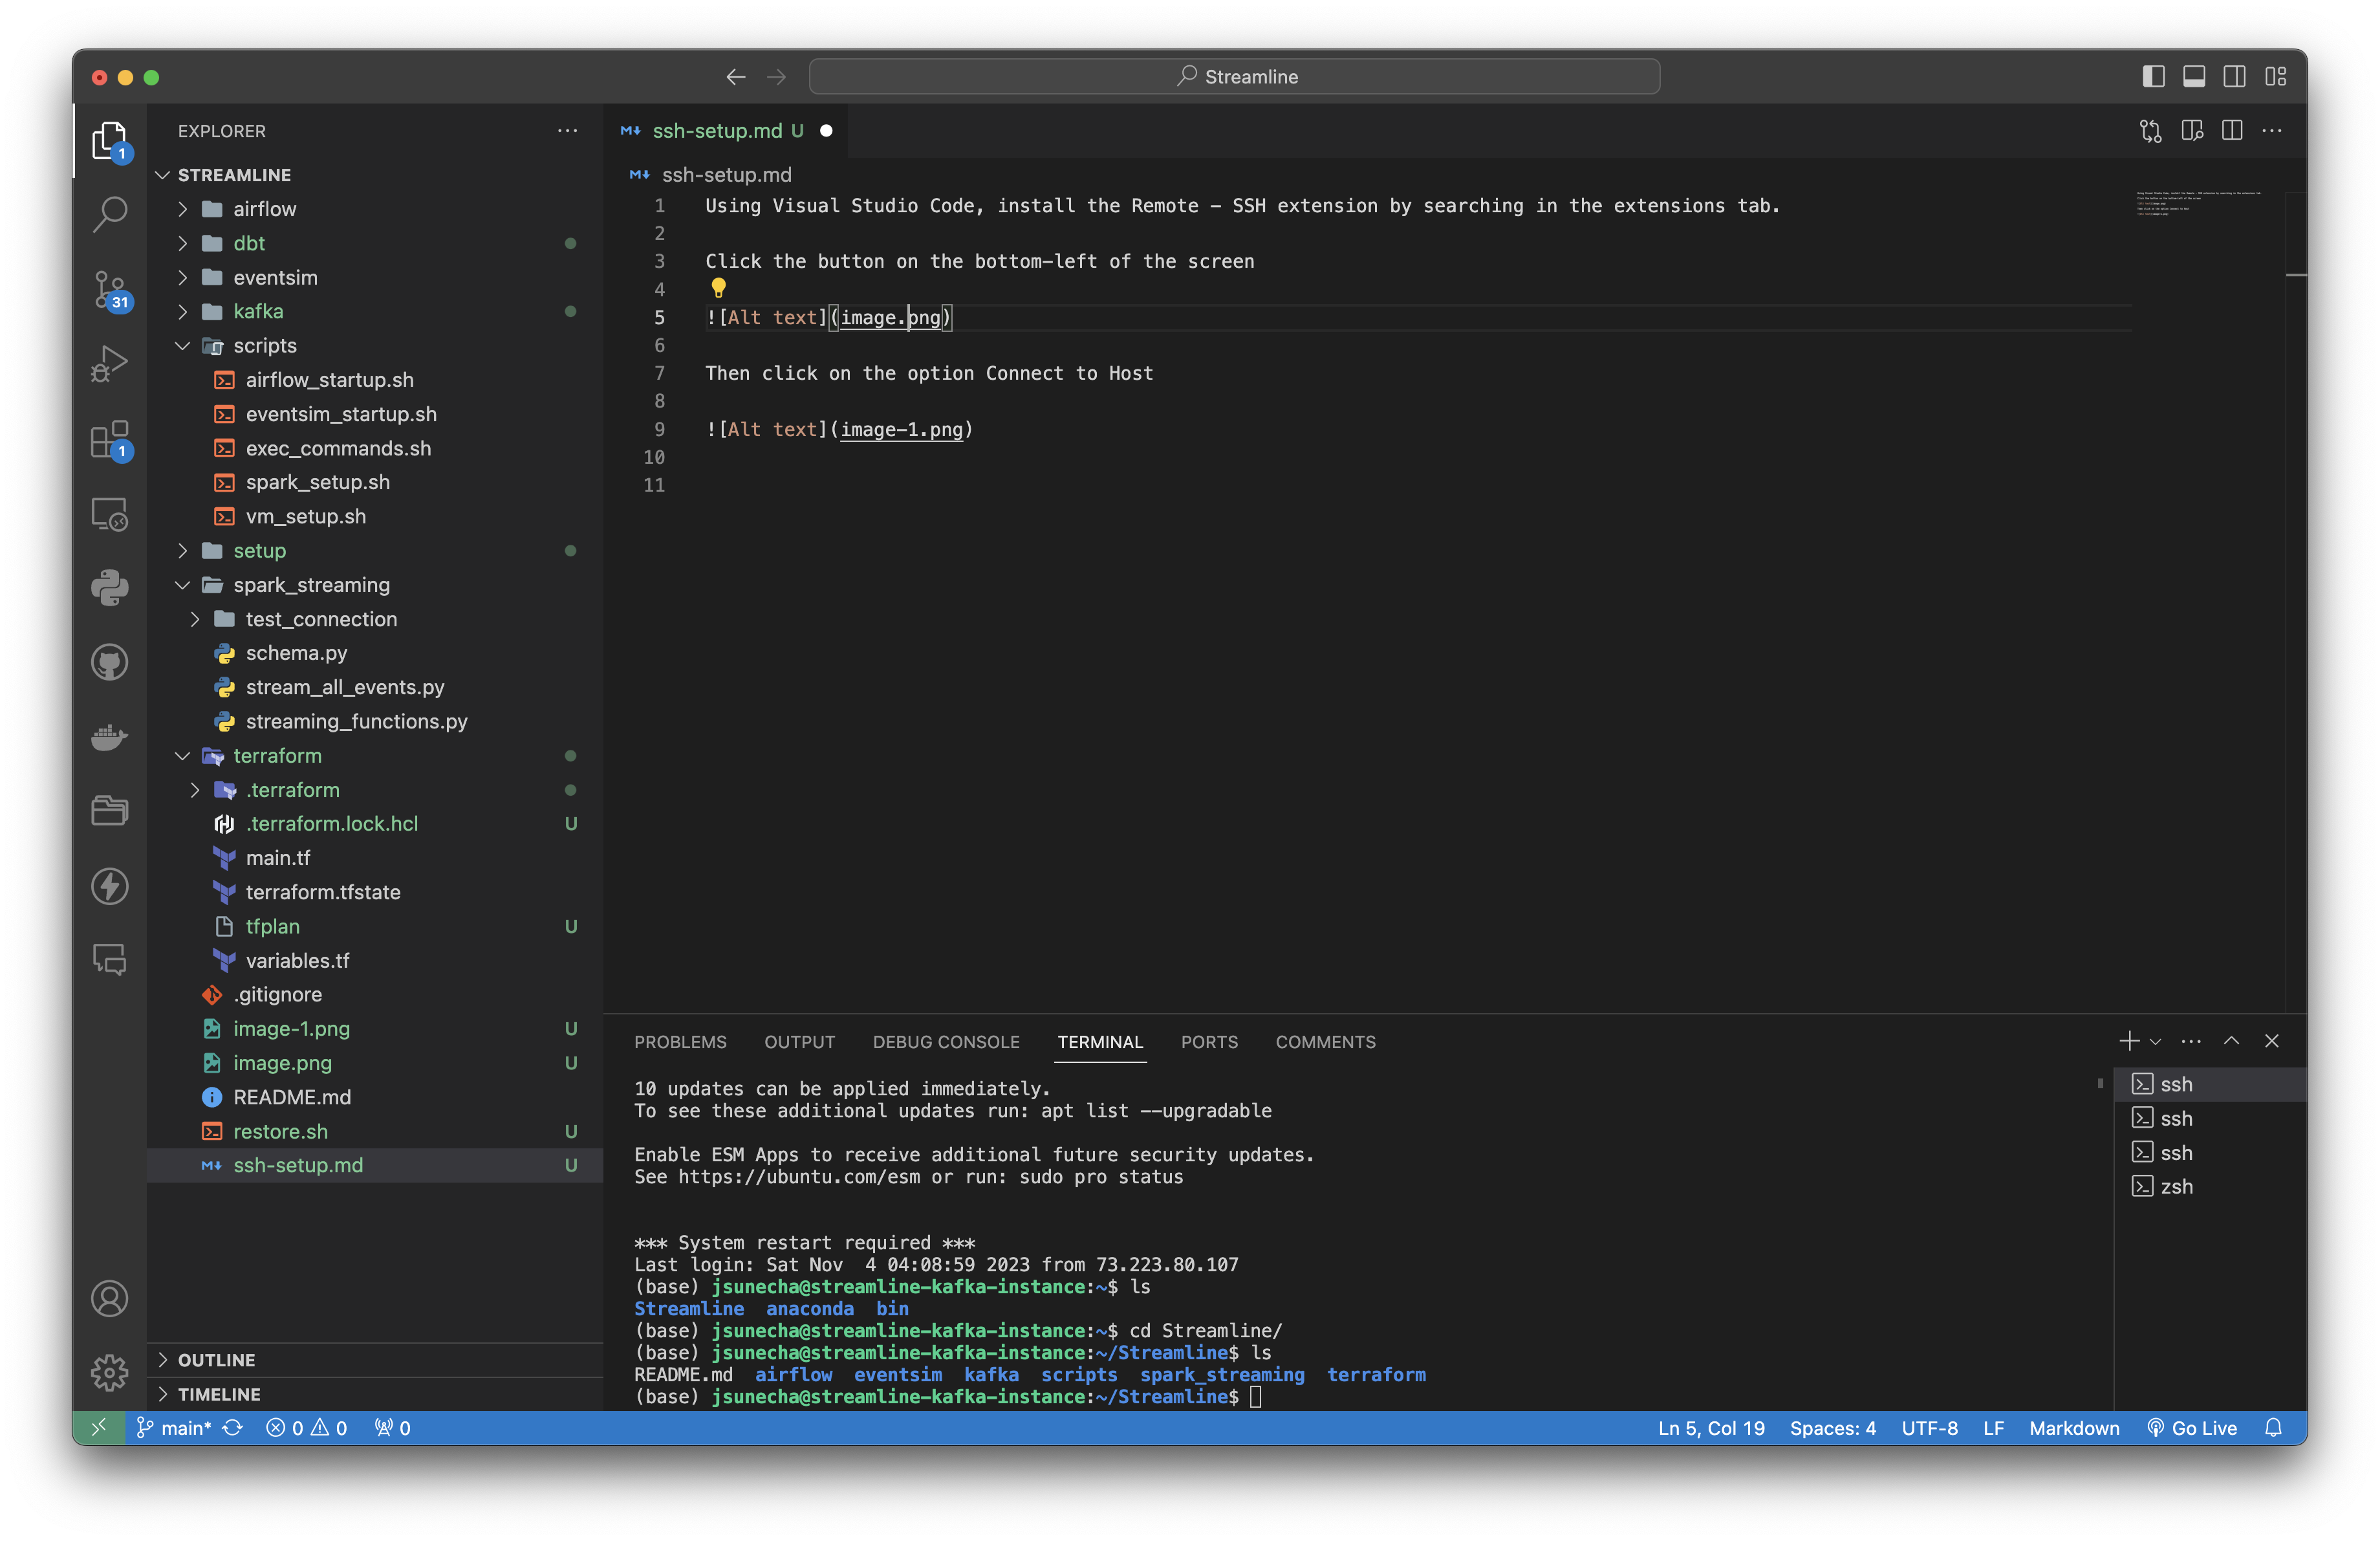 Streamline
EXPLORER
STREAMLINE
airflow
dbt
eventsim
kafka
scripts
airflow_startup.sh
eventsim_startup.sh
exec_commands.sh
spark_setup.sh
vm_setup.sh
setup
spark_streaming
test_connection
schema.py
stream_all_events.py
streaming_functions.py
terraform
.terraform
.terraform.lock.hcl U
main.tf
terraform.tfstate
tfplan U
variables.tf
.gitignore
image-1.png U
image.png U
README.md
restore.sh U
ssh-setup.md U
OUTLINE
TIMELINE
1
31
1
ssh-setup.md U
ssh-setup.md
1 Using Visual Studio Code, install the Remote - SSH extension by searching in the extensions tab.
2
3 Click the button on the bottom-left of the screen
4
5 ![Alt text](image.png)
6
7 Then click on the option Connect to Host
8
9 ![Alt text](image-1.png)
10
11
PROBLEMS OUTPUT DEBUG CONSOLE TERMINAL PORTS COMMENTS
10 updates can be applied immediately.
To see these additional updates run: apt list --upgradable
Enable ESM Apps to receive additional future security updates.
See https://ubuntu.com/esm or run: sudo pro status
*** System restart required ***
Last login: Sat Nov  4 04:08:59 2023 from 73.223.80.107
(base) jsunecha@streamline-kafka-instance:~$ ls
Streamline  anaconda  bin
(base) jsunecha@streamline-kafka-instance:~$ cd Streamline/
(base) jsunecha@streamline-kafka-instance:~/Streamline$ ls
README.md  airflow  eventsim  kafka  scripts  spark_streaming  terraform
(base) jsunecha@streamline-kafka-instance:~/Streamline$
ssh
ssh
ssh
zsh
main* 0 0 0 Ln 5, Col 19 Spaces: 4 UTF-8 LF Markdown Go Live